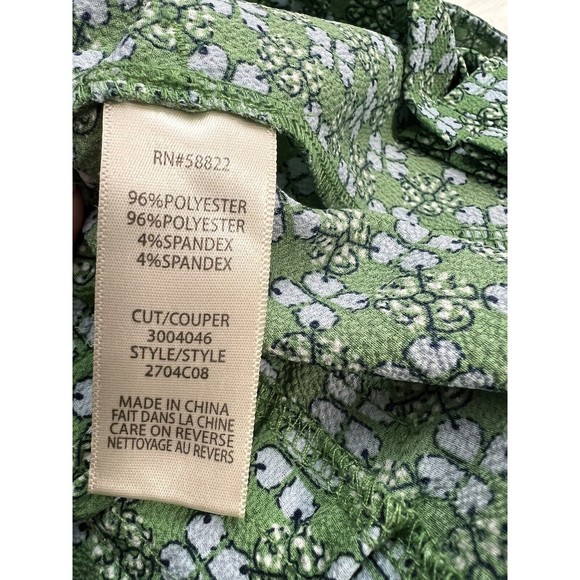 RN#58822
96%POLYESTER
96%POLYESTER
4%SPANDEX
4%SPANDEX
CUT/COUPER
3004046
STYLE/STYLE
2704C08
MADE IN CHINA
FAIT DANS LA CHINE
CARE ON REVERSE
NETTOYAGE AU REVERS